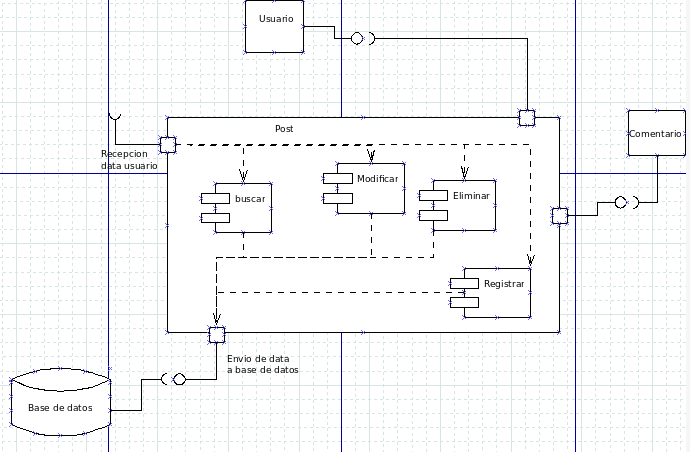 Usuario
Post
Comentario
Recepcion
data usuario
Modificar
buscar
Eliminar
Registrar
Envio de data
a base de datos
Base de datos